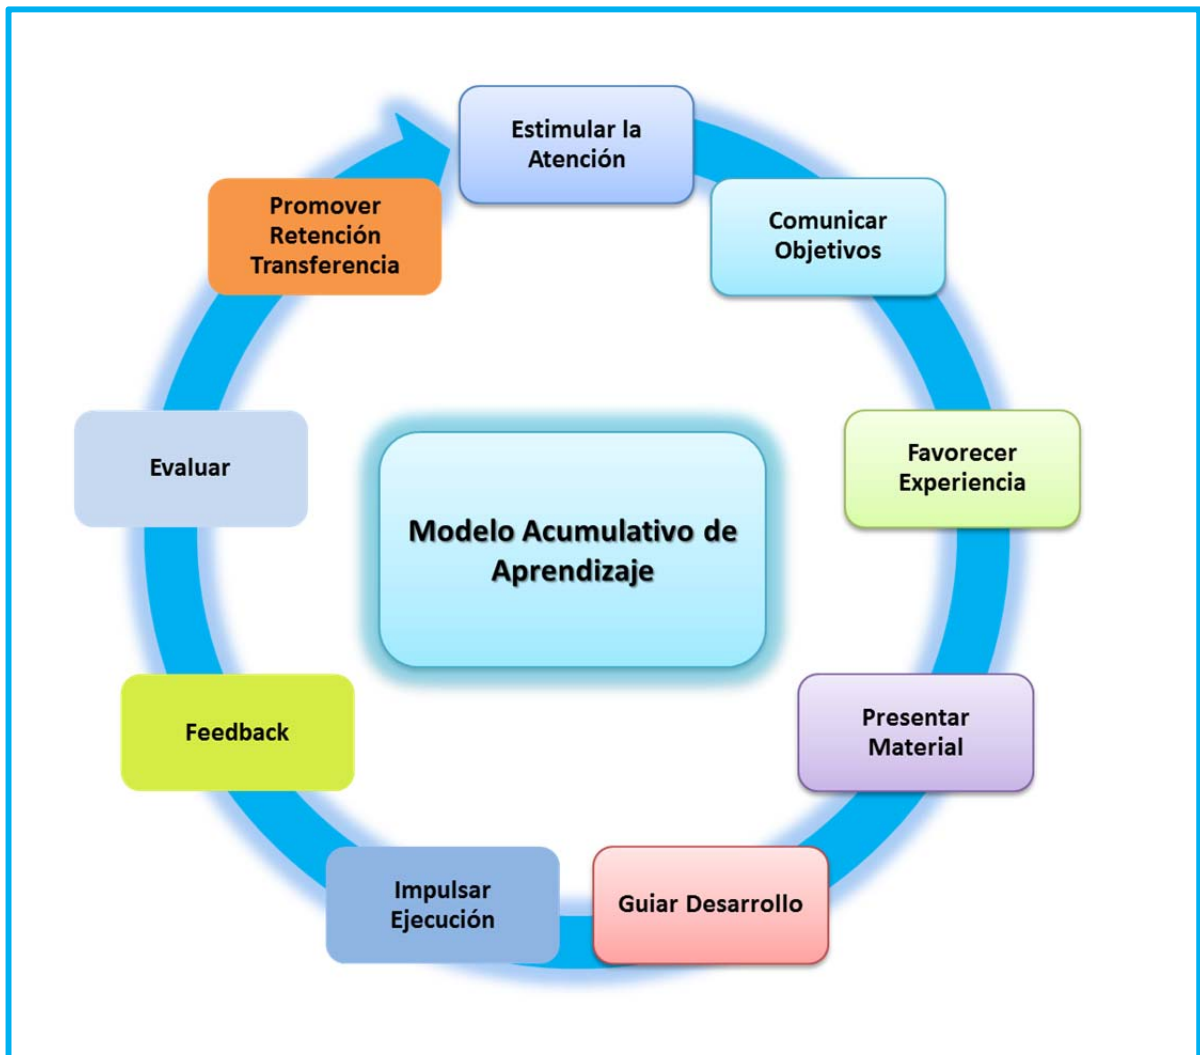 Estimular la
Atención
Comunicar
Objetivos
Favorecer
Experiencia
Presentar
Material
Guiar Desarrollo
Impulsar
Ejecución
Feedback
Evaluar
Promover
Retención
Transferencia
Modelo Acumulativo de
Aprendizaje